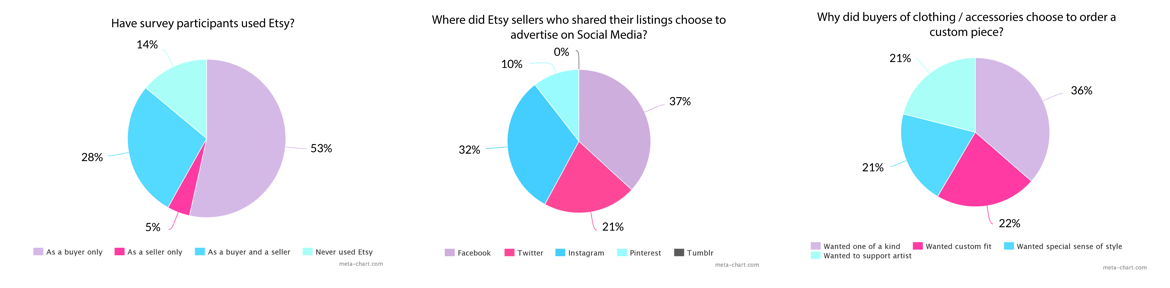 Have survey participants used Etsy?
14%
53%
28%
5%
As a buyer only As a seller only As a buyer and a seller Never used Etsy
meta-chart.com
Where did Etsy sellers who shared their listings choose to
advertise on Social Media?
0%
10%
37%
32%
21%
Facebook Twitter Instagram Pinterest Tumblr
meta-chart.com
Why did buyers of clothing / accessories choose to order a
custom piece?
21%
36%
21%
22%
Wanted one of a kind Wanted custom fit Wanted special sense of style
Wanted to support artist
meta-chart.com